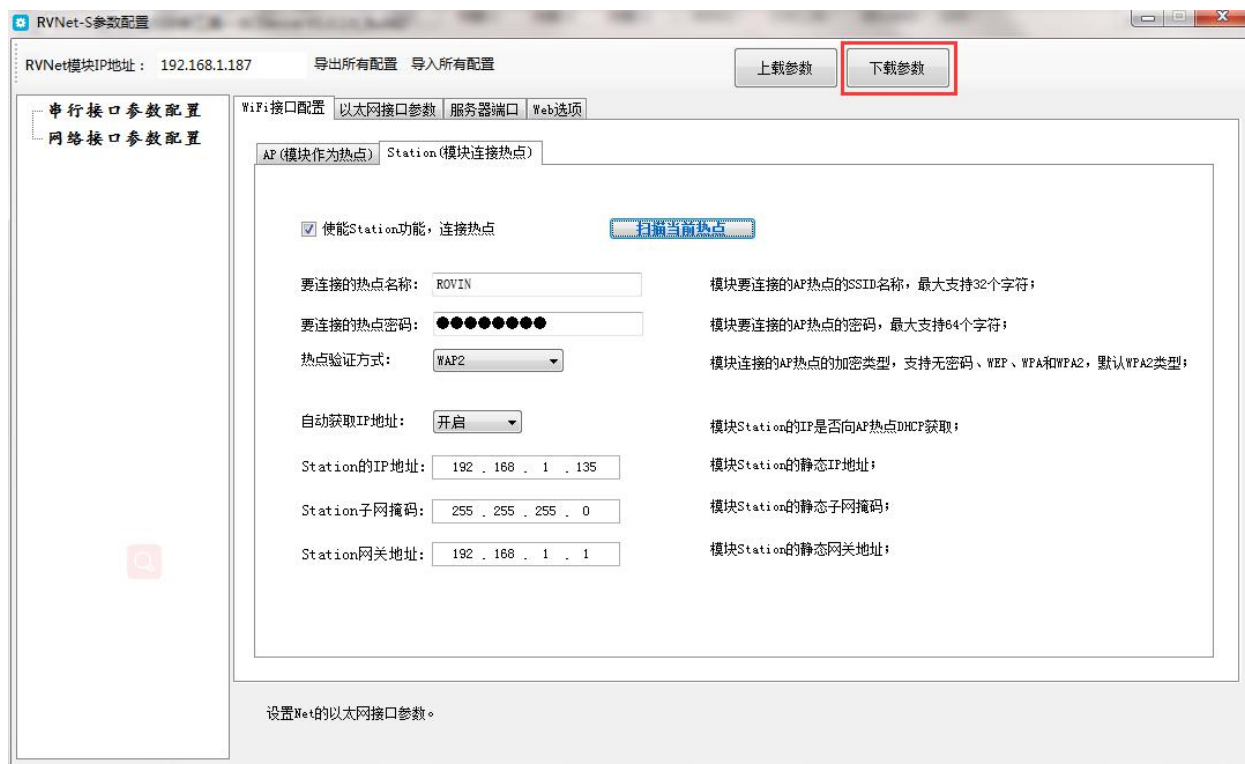 RVNet-S参数配置
RVNet模块IP地址： 192.168.1.187 导出所有配置 导入所有配置 上载参数 下载参数
串行接口参数配置
网络接口参数配置
WiFi接口配置 以太网接口参数 服务器端口 Web选项
AP(模块作为热点) Station(模块连接热点)
使能Station功能，连接热点 扫描当前热点
要连接的热点名称： ROVIN 模块要连接的AP热点的SSID名称，最大支持32个字符；
要连接的热点密码： ●●●●●●●● 模块要连接的AP热点的密码，最大支持64个字符；
热点验证方式： WAP2 模块连接的AP热点的加密类型，支持无密码、WEP、WPA和WPA2，默认WPA2类型；
自动获取IP地址： 开启 模块Station的IP是否向AP热点DHCP获取；
Station的IP地址： 192 . 168 . 1 . 135 模块Station的静态IP地址；
Station子网掩码： 255 . 255 . 255 . 0 模块Station的静态子网掩码；
Station网关地址： 192 . 168 . 1 . 1 模块Station的静态网关地址；
设置Net的以太网接口参数。